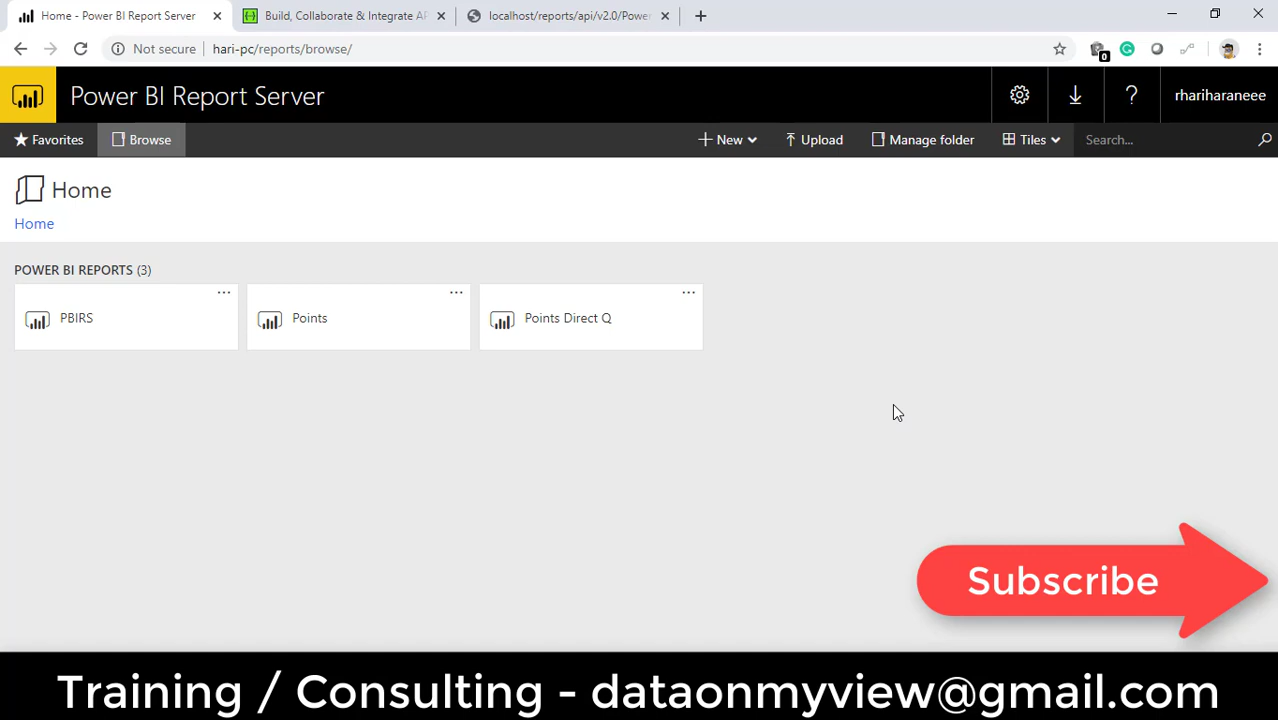 Home - Power BI Report Server
Build, Collaborate & Integrate AP
localhost/reports/api/v2.0/Power
Not secure
hari-pc/reports/browse/
0
Power BI Report Server
?
rhariharaneee
Favorites
Browse
New
Upload
Manage folder
Tiles
Search...
Home
Home
POWER BI REPORTS (3)
PBIRS
Points
Points Direct Q
Subscribe
Training / Consulting - dataonmyview@gmail.com